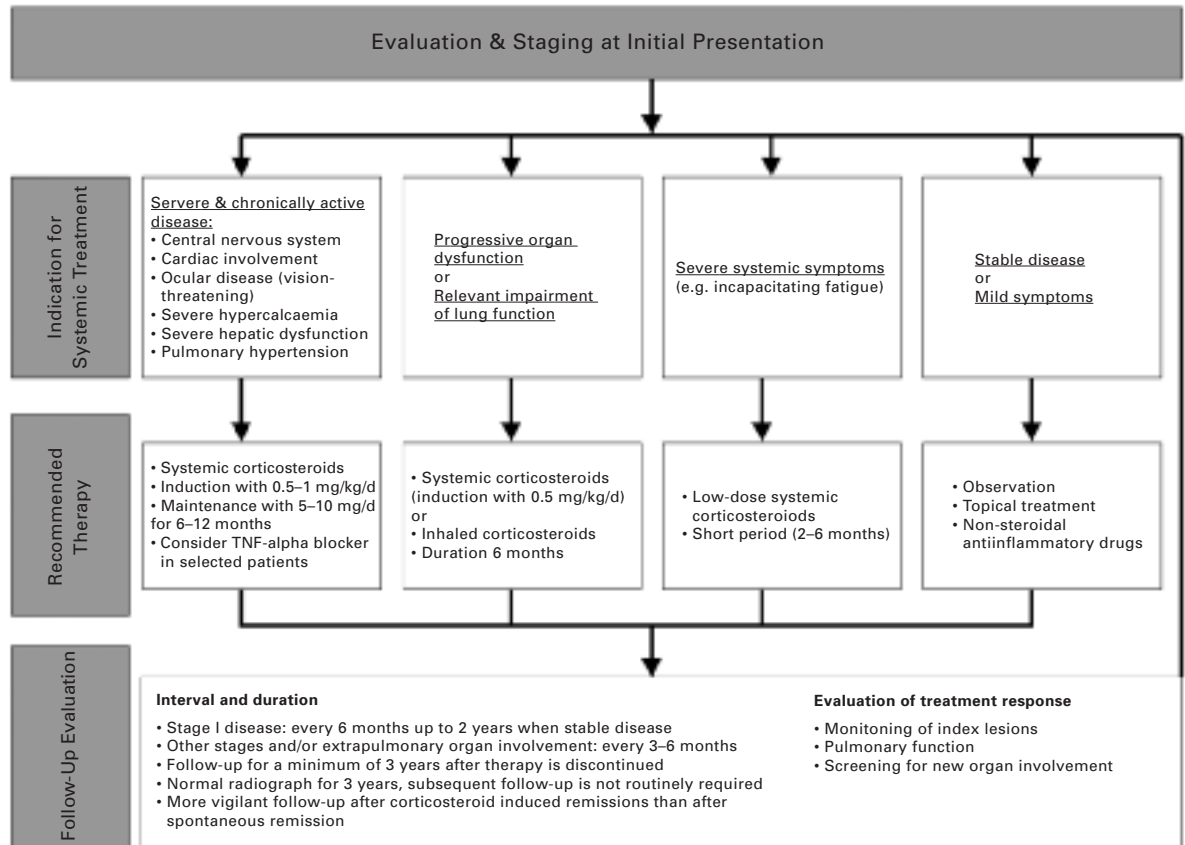 Evaluation & Staging at Initial Presentation
Indication for
Systemic Treatment
Servere & chronically active
disease:
• Central nervous system
• Cardiac involvement
• Ocular disease (vision-
threatening)
• Severe hypercalcaemia
• Severe hepatic dysfunction
• Pulmonary hypertension
Progressive organ
dysfunction
or
Relevant impairment
of lung function
Severe systemic symptoms
(e.g. incapacitating fatigue)
Stable disease
or
Mild symptoms
Recommended
Therapy
• Systemic corticosteroids
• Induction with 0.5–1 mg/kg/d
• Maintenance with 5–10 mg/d
for 6–12 months
• Consider TNF-alpha blocker
in selected patients
• Systemic corticosteroids
(induction with 0.5 mg/kg/d)
or
• Inhaled corticosteroids
• Duration 6 months
• Low-dose systemic
corticosteroiods
• Short period (2–6 months)
• Observation
• Topical treatment
• Non-steroidal
antiinflammatory drugs
Follow-Up Evaluation
Interval and duration
• Stage I disease: every 6 months up to 2 years when stable disease
• Other stages and/or extrapulmonary organ involvement: every 3–6 months
• Follow-up for a minimum of 3 years after therapy is discontinued
• Normal radiograph for 3 years, subsequent follow-up is not routinely required
• More vigilant follow-up after corticosteroid induced remissions than after
spontaneous remission
Evaluation of treatment response
• Monitoning of index lesions
• Pulmonary function
• Screening for new organ involvement